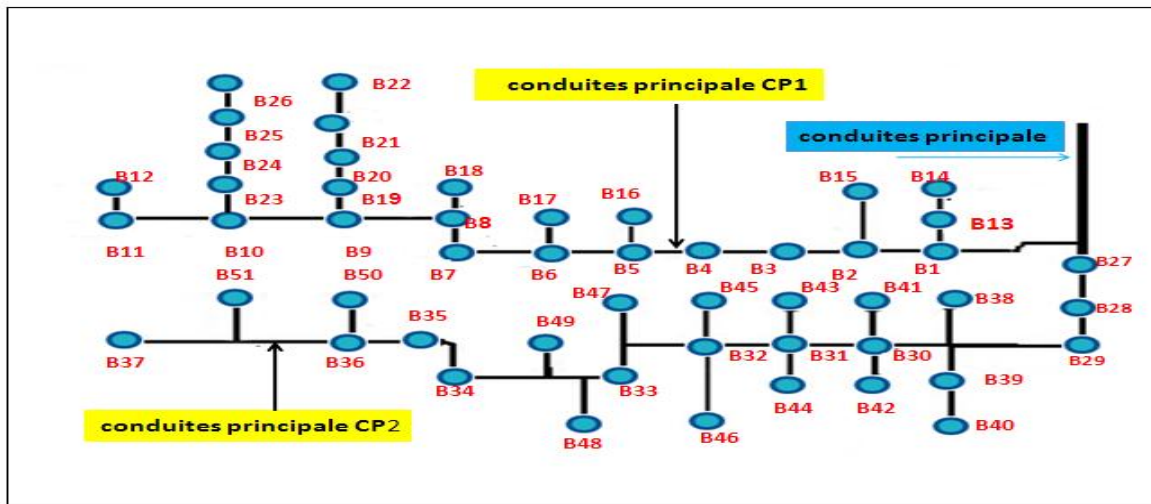 conduites principale CP1
conduites principale
B22
B26
B25
B21
B24
B12
B20
B18
B15
B14
B23
B19
B17
B16
B8
B13
B11
B10
B9
B7
B6
B5
B4
B3
B2
B1
B27
B51
B50
B47
B45
B43
B41
B38
B28
B35
B49
B37
B36
B32
B31
B30
B29
B34
B33
B39
B44
B42
conduites principale CP2
B48
B46
B40